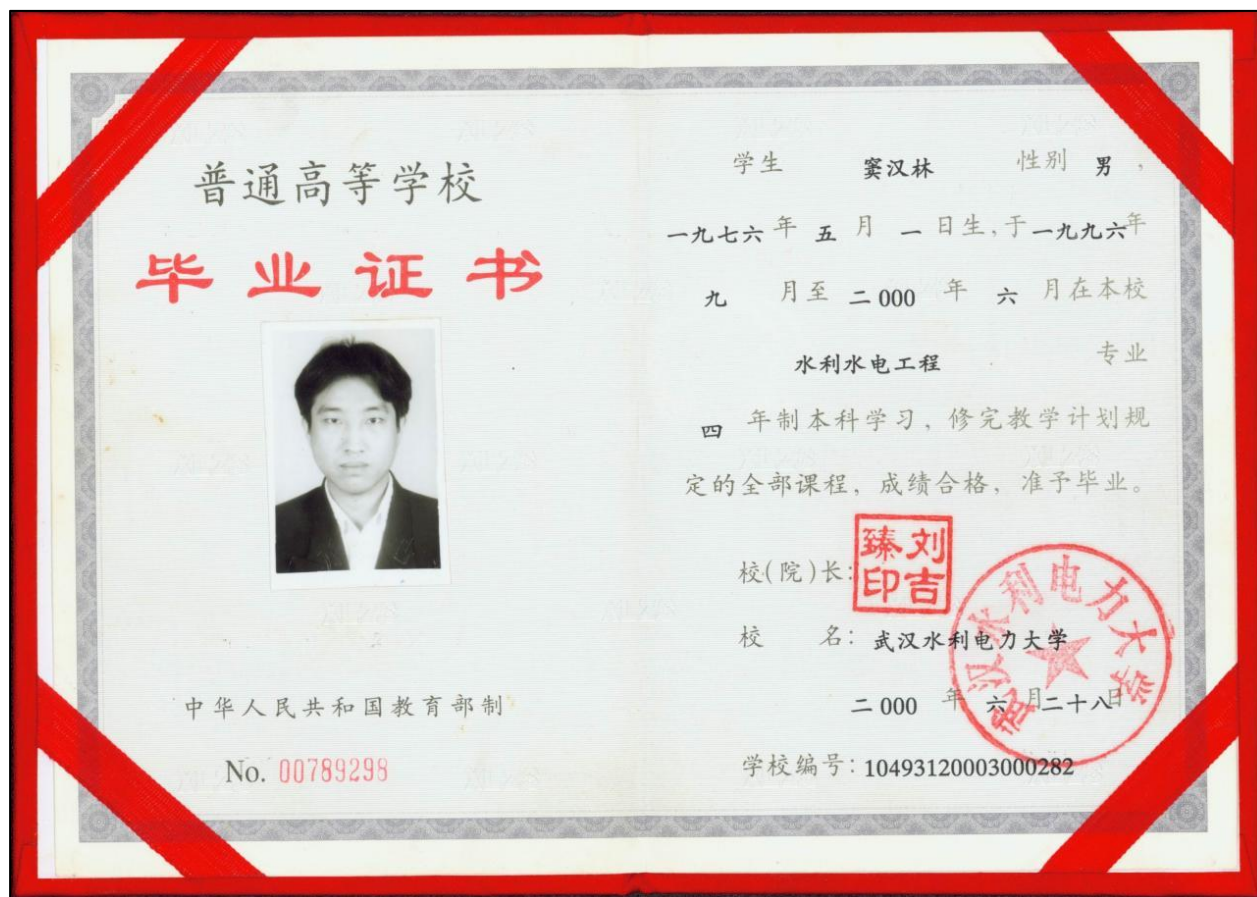 普通高等学校
毕业证书
中华人民共和国教育部制
No. 00789298
学生 窦汉林 性别 男,
一九七六年 五 月 一 日生,于一九九六年
九 月至 二000 年 六 月在本校
水利水电工程 专业
四 年制本科学习，修完教学计划规
定的全部课程，成绩合格，准予毕业。
刘吉臻印
校(院)长:
校 名: 武汉水利电力大学
武汉水利电力大学
二000 年 六 月二十八日
学校编号: 10493120003000282